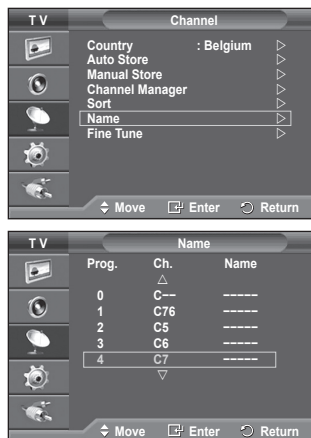 TV Channel
Country : Belgium ▷
Auto Store ▷
Manual Store ▷
Channel Manager ▷
Sort ▷
Name ▷
Fine Tune ▷
Move Enter Return
TV Name
Prog. Ch. Name
△
0 C-- -----
1 C76 -----
2 C5 -----
3 C6 -----
4 C7 -----
▽
Move Enter Return